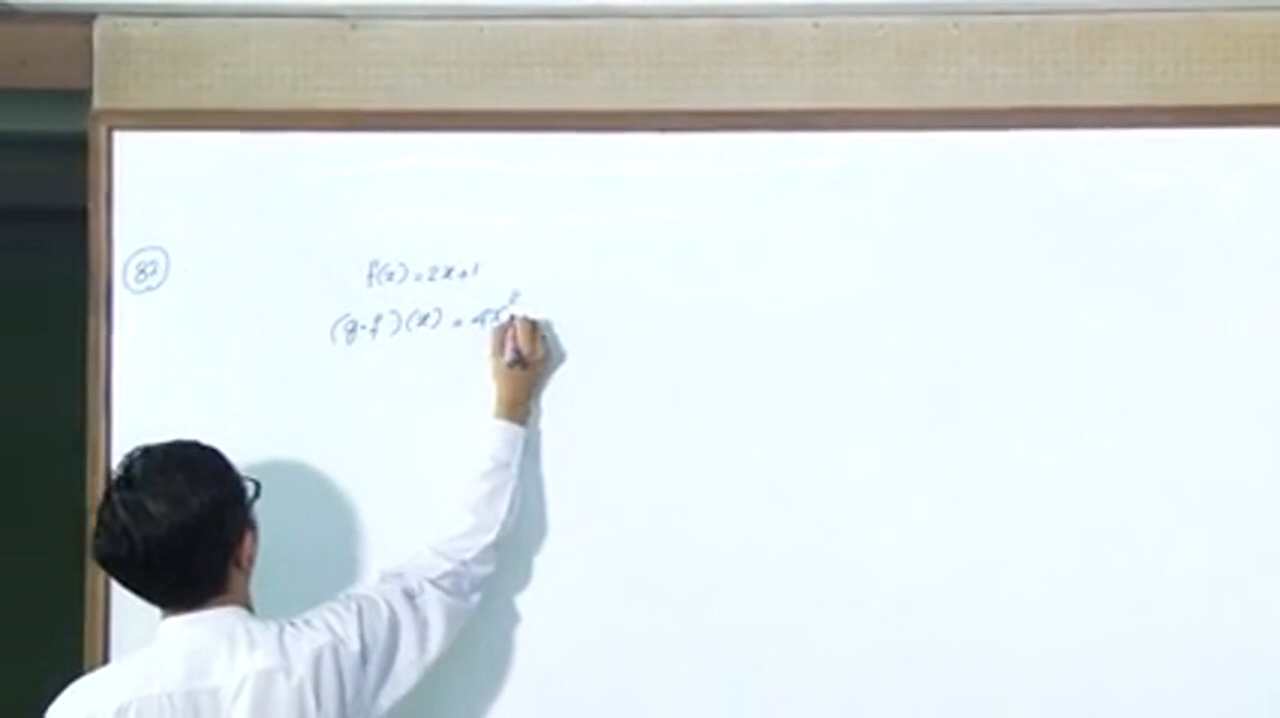 82
f(x) = 2x+1
(g∘f)(x) =